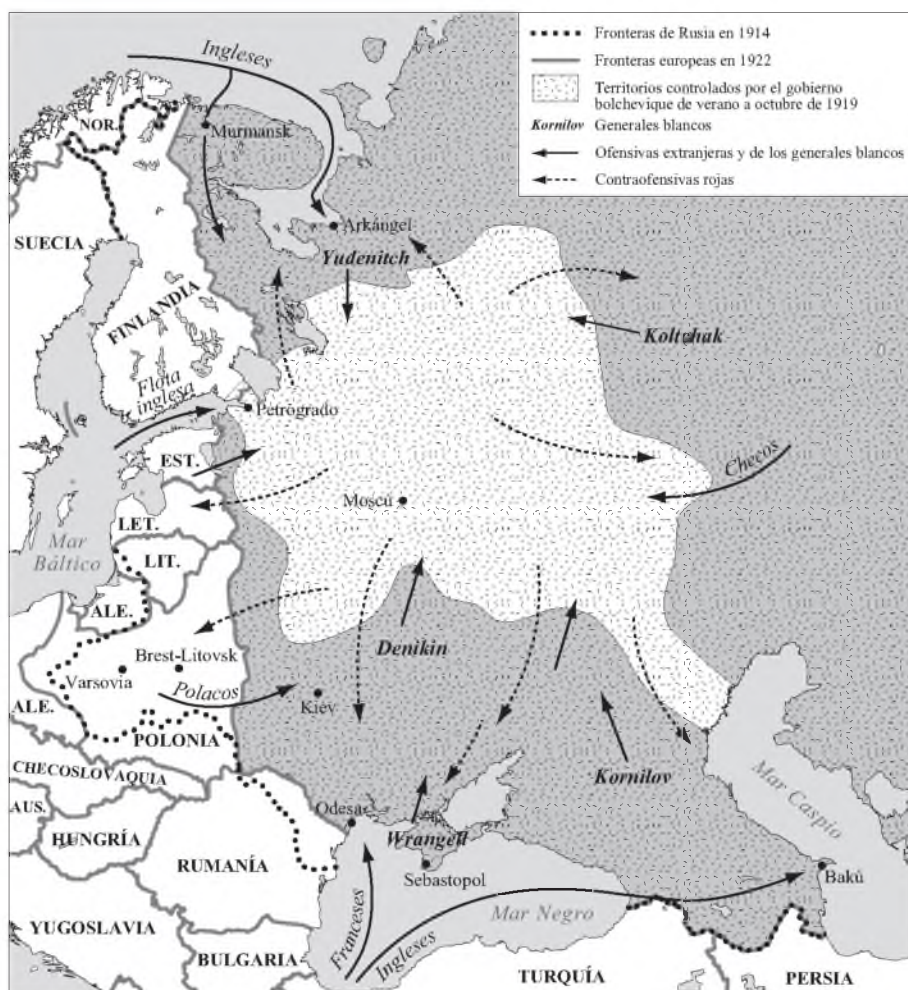 Fronteras de Rusia en 1914
Fronteras europeas en 1922
Territorios controlados por el gobierno
bolchevique de verano a octubre de 1919
Kornilov Generales blancos
Ofensivas extranjeras y de los generales blancos
Contraofensivas rojas
Ingleses
NOR.
Murmansk
SUECIA
Arkángel
Yudenitch
FINLANDIA
Koltchak
Flota
inglesa
Petrogrado
EST.
Checos
Moscú
LET.
Mar
Báltico
LIT.
ALE.
Denikin
Brest-Litovsk
Varsovia
Polacos
Kiev
ALE.
POLONIA
CHECOSLOVAQUIA
Kornilov
Mar Caspio
AUS.
HUNGRÍA
Odesa
Wrangell
RUMANÍA
Sebastopol
Bakú
Mar Negro
YUGOSLAVIA
Franceses
Ingleses
BULGARIA
TURQUÍA
PERSIA